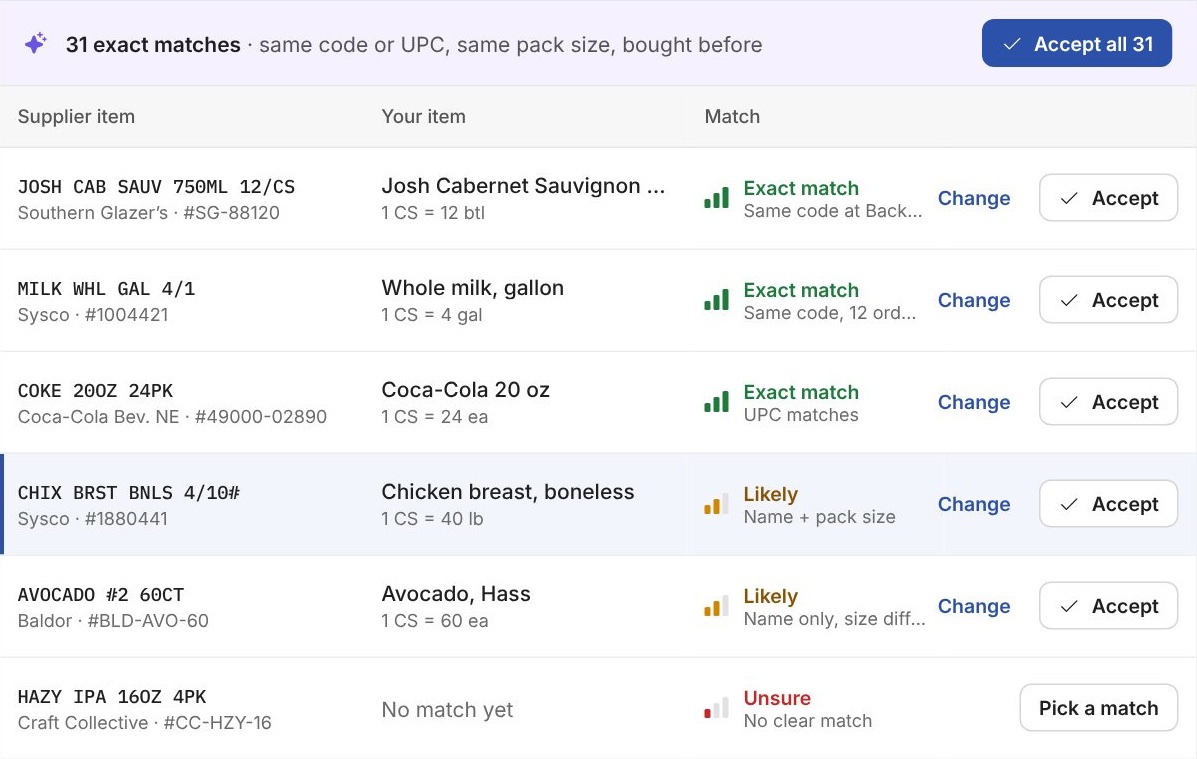 31 exact matches · same code or UPC, same pack size, bought before
Accept all 31
Supplier item
Your item
Match
JOSH CAB SAUV 750ML 12/CS
Southern Glazer’s · #SG-88120
Josh Cabernet Sauvignon ...
1 CS = 12 btl
Exact match
Same code at Back...
Change
Accept
MILK WHL GAL 4/1
Sysco · #1004421
Whole milk, gallon
1 CS = 4 gal
Exact match
Same code, 12 ord...
Change
Accept
COKE 20OZ 24PK
Coca-Cola Bev. NE · #49000-02890
Coca-Cola 20 oz
1 CS = 24 ea
Exact match
UPC matches
Change
Accept
CHIX BRST BNLS 4/10#
Sysco · #1880441
Chicken breast, boneless
1 CS = 40 lb
Likely
Name + pack size
Change
Accept
AVOCADO #2 60CT
Baldor · #BLD-AVO-60
Avocado, Hass
1 CS = 60 ea
Likely
Name only, size diff...
Change
Accept
HAZY IPA 16OZ 4PK
Craft Collective · #CC-HZY-16
No match yet
Unsure
No clear match
Pick a match